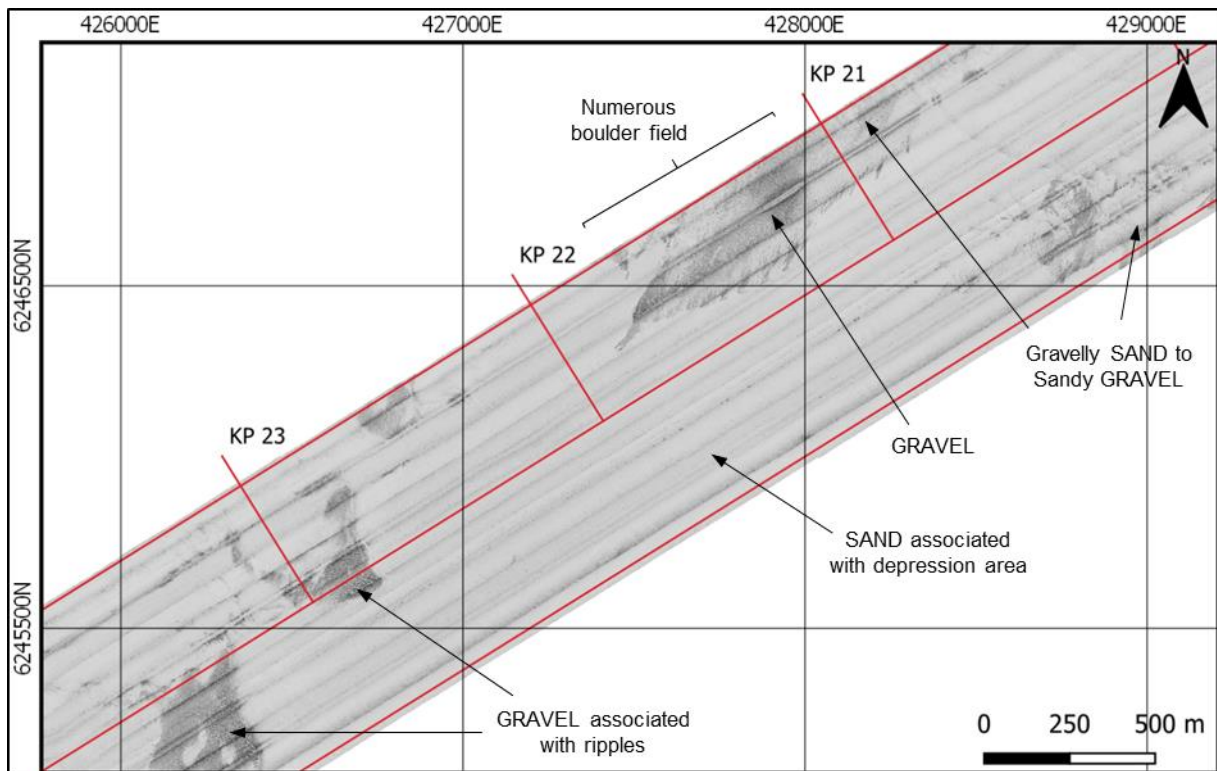 426000E
427000E
428000E
429000E
N
KP 21
Numerous
boulder field
KP 22
6246500N
Gravelly SAND to
Sandy GRAVEL
GRAVEL
KP 23
SAND associated
with depression area
6245500N
GRAVEL associated
with ripples
0 250 500 m